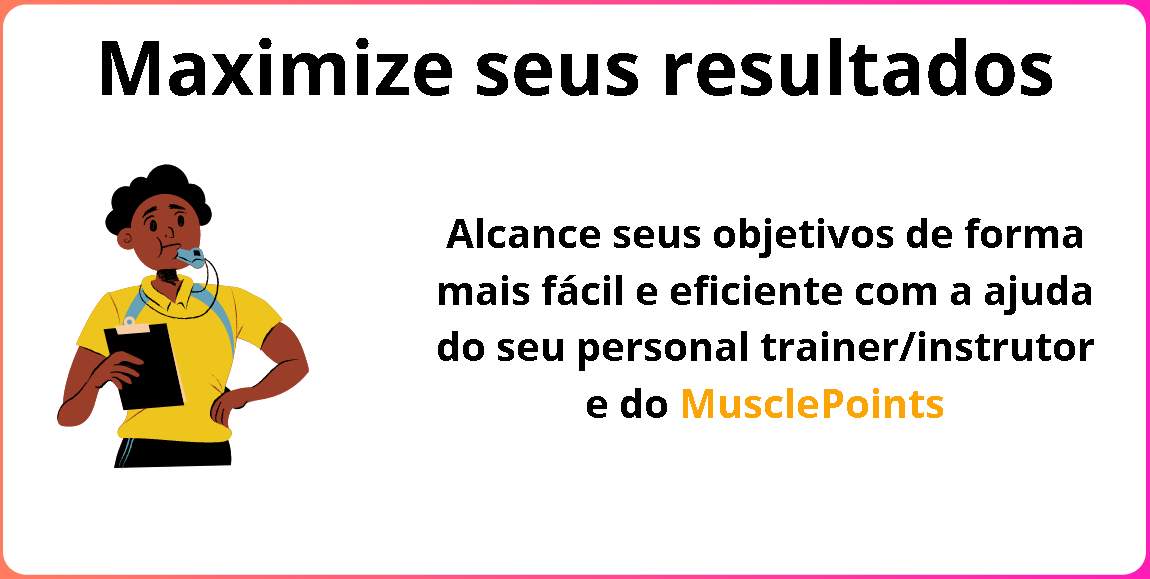 Maximize seus resultados
Alcance seus objetivos de forma
mais fácil e eficiente com a ajuda
do seu personal trainer/instrutor
e do MusclePoints